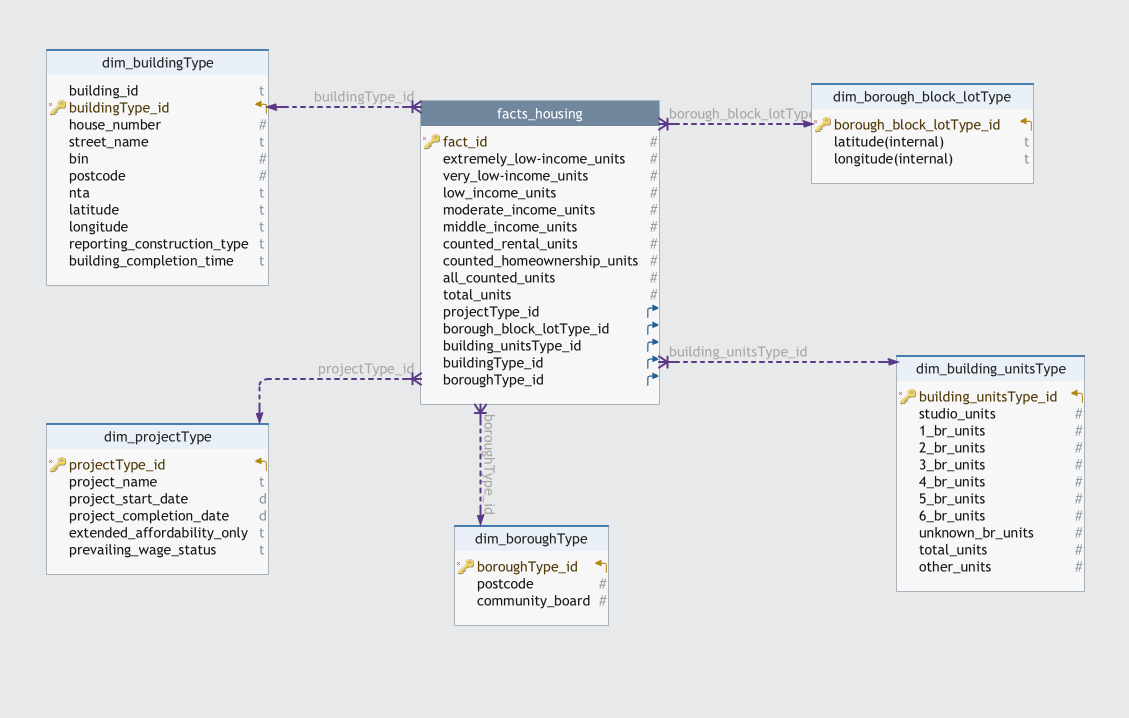 dim_buildingType
building_id t
buildingType_id
house_number #
street_name t
bin #
postcode #
nta t
latitude t
longitude t
reporting_construction_type t
building_completion_time t
buildingType_id
facts_housing
fact_id #
extremely_low-income_units #
very_low-income_units #
low_income_units #
moderate_income_units #
middle_income_units #
counted_rental_units #
counted_homeownership_units #
all_counted_units #
total_units #
projectType_id
borough_block_lotType_id
building_unitsType_id
buildingType_id
boroughType_id
borough_block_lotType
dim_borough_block_lotType
borough_block_lotType_id
latitude(internal) t
longitude(internal) t
projectType_id
dim_projectType
projectType_id
project_name t
project_start_date d
project_completion_date d
extended_affordability_only t
prevailing_wage_status t
boroughType_id
dim_boroughType
boroughType_id
postcode #
community_board #
building_unitsType_id
dim_building_unitsType
building_unitsType_id
studio_units #
1_br_units #
2_br_units #
3_br_units #
4_br_units #
5_br_units #
6_br_units #
unknown_br_units #
total_units #
other_units #